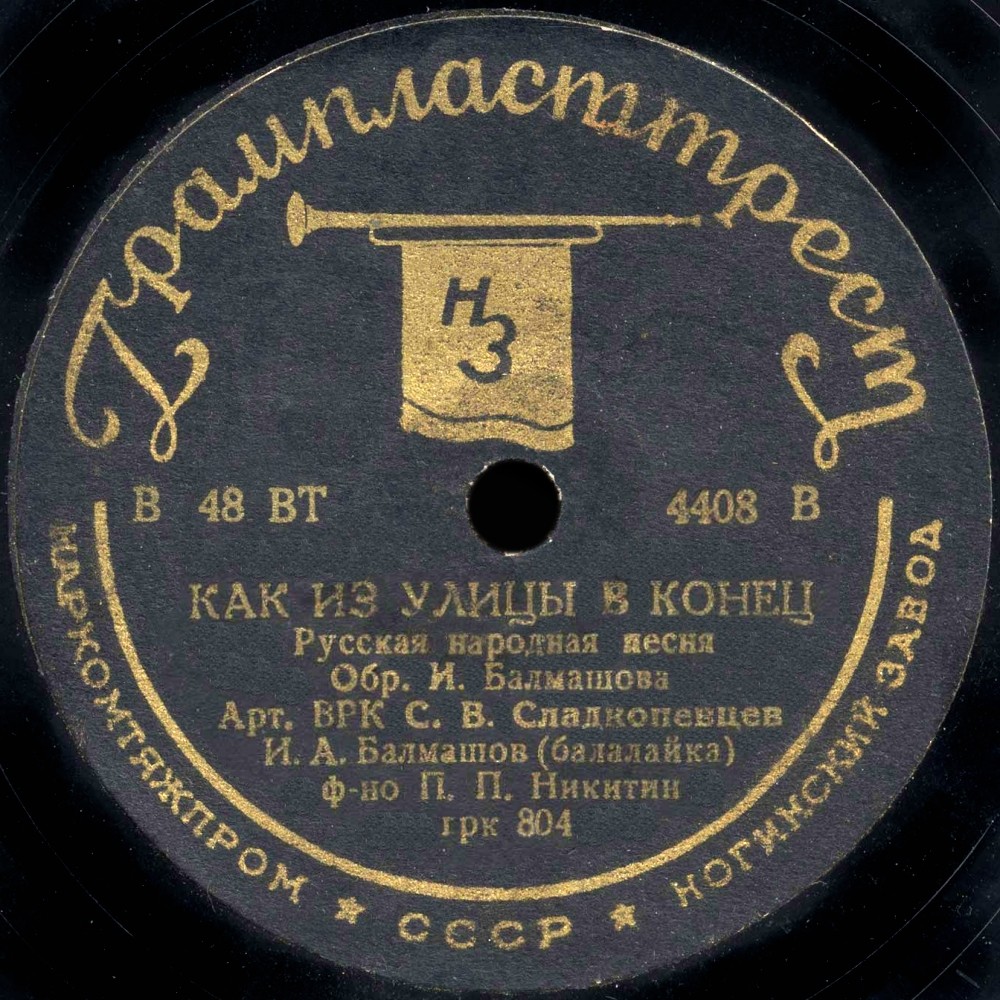 Грампласттрест
НЗ
В 48 ВТ 4408 В
КАК ИЗ УЛИЦЫ В КОНЕЦ
Русская народная песня
Обр. И. Балмашова
Арт. ВРК С. В. Сладкопевцев
И. А. Балмашов (балалайка)
ф-но П. П. Никитин
грк 804
НАРКОМТЯЖПРОМ ★ СССР ★ НОГИНСКИЙ ЗАВОД